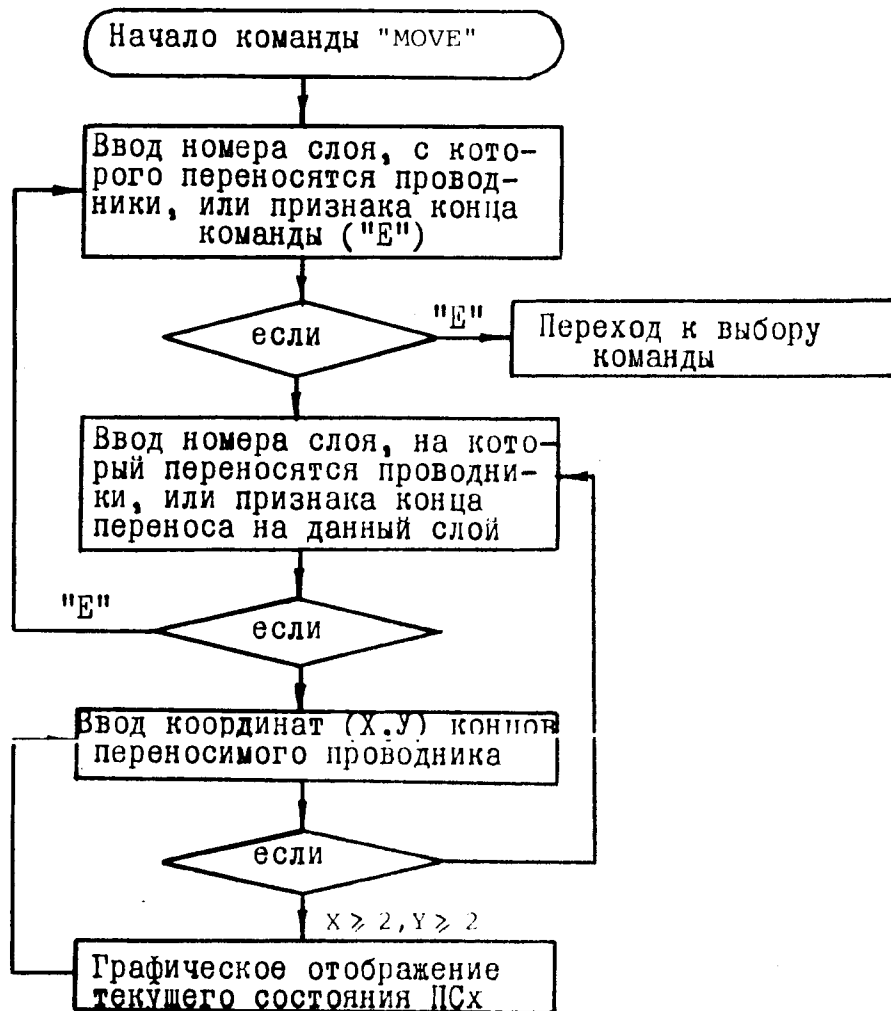 Начало команды "MOVE"
Ввод номера слоя, с кото-
рого переносятся провод-
ники, или признака конца
команды ("Е")
если
"Е"
Переход к выбору
команды
Ввод номера слоя, на кото-
рый переносятся проводни-
ки, или признака конца
переноса на данный слой
"Е"
если
Ввод координат (Х.У) концов
переносимого проводника
если
X ⩾ 2,Y ⩾ 2
Графическое отображение
текущего состояния ПСх